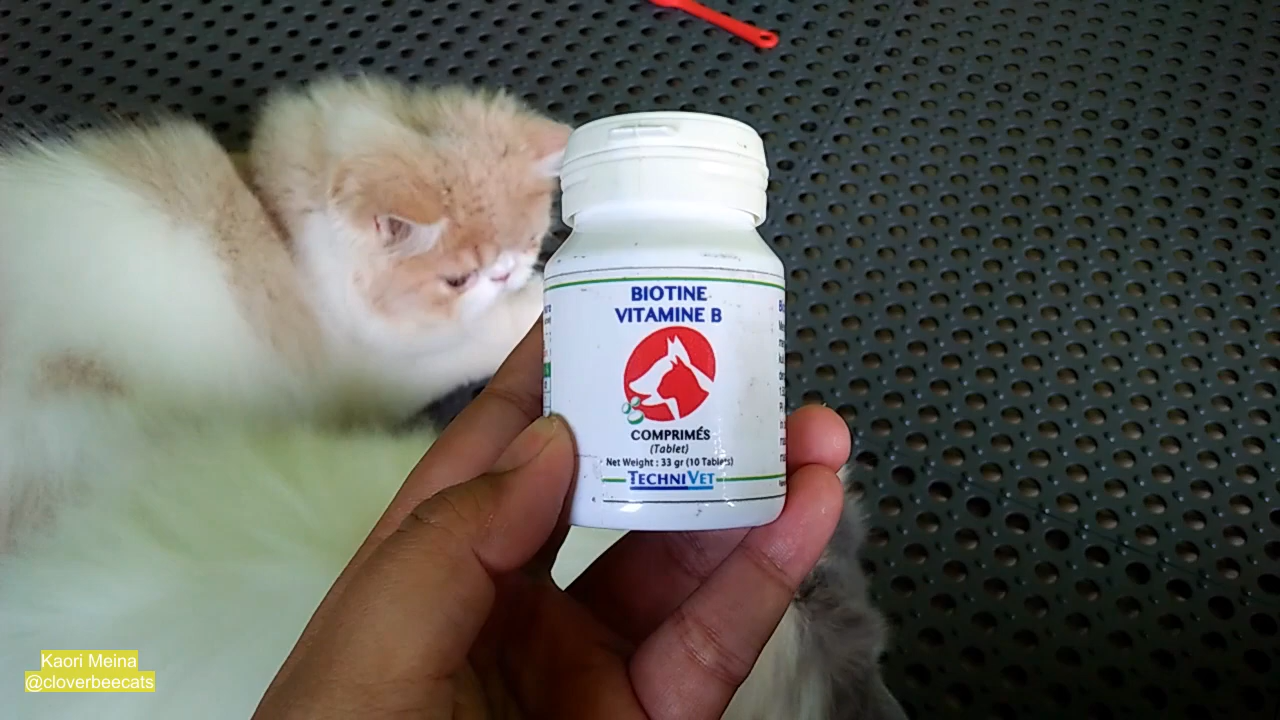 BIOTINE
VITAMINE B
COMPRIMÉS
(Tablet)
Net Weight : 33 gr (10 Tablets)
TECHNIVET
Kaori Meina
@cloverbeecats